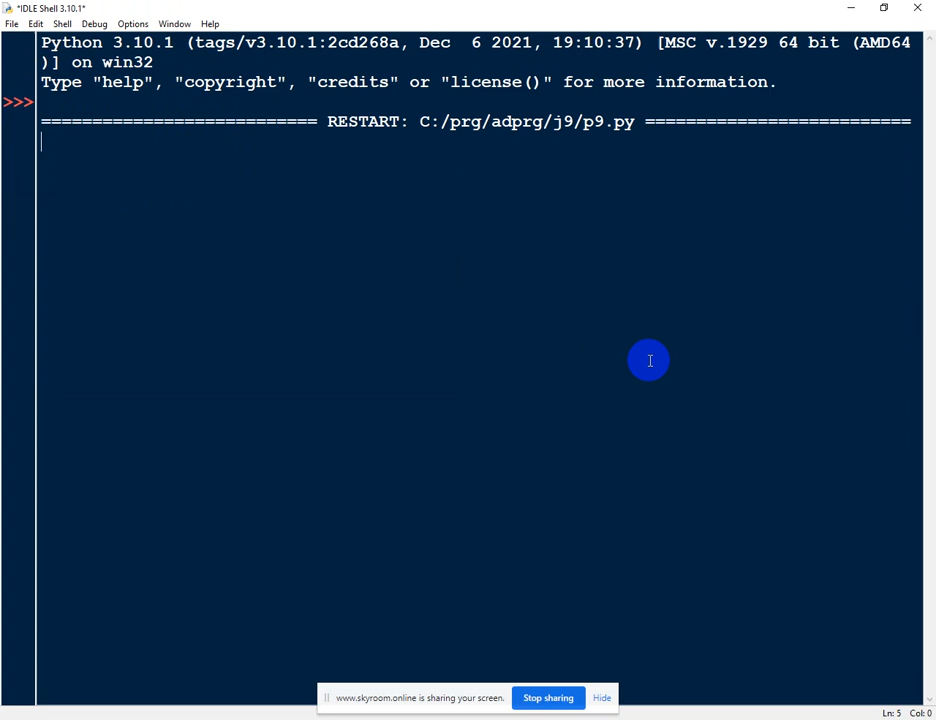 *IDLE Shell 3.10.1*
File Edit Shell Debug Options Window Help
Python 3.10.1 (tags/v3.10.1:2cd268a, Dec  6 2021, 19:10:37) [MSC v.1929 64 bit (AMD64
)] on win32
Type "help", "copyright", "credits" or "license()" for more information.
>>>
=========================== RESTART: C:/prg/adprg/j9/p9.py ==========================
www.skyroom.online is sharing your screen. Stop sharing Hide
Ln: 5 Col: 0